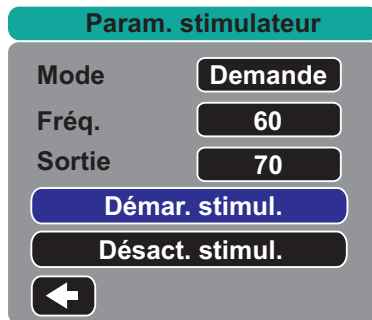 Param. stimulateur
Mode Demande
Fréq. 60
Sortie 70
Démar. stimul.
Désact. stimul.